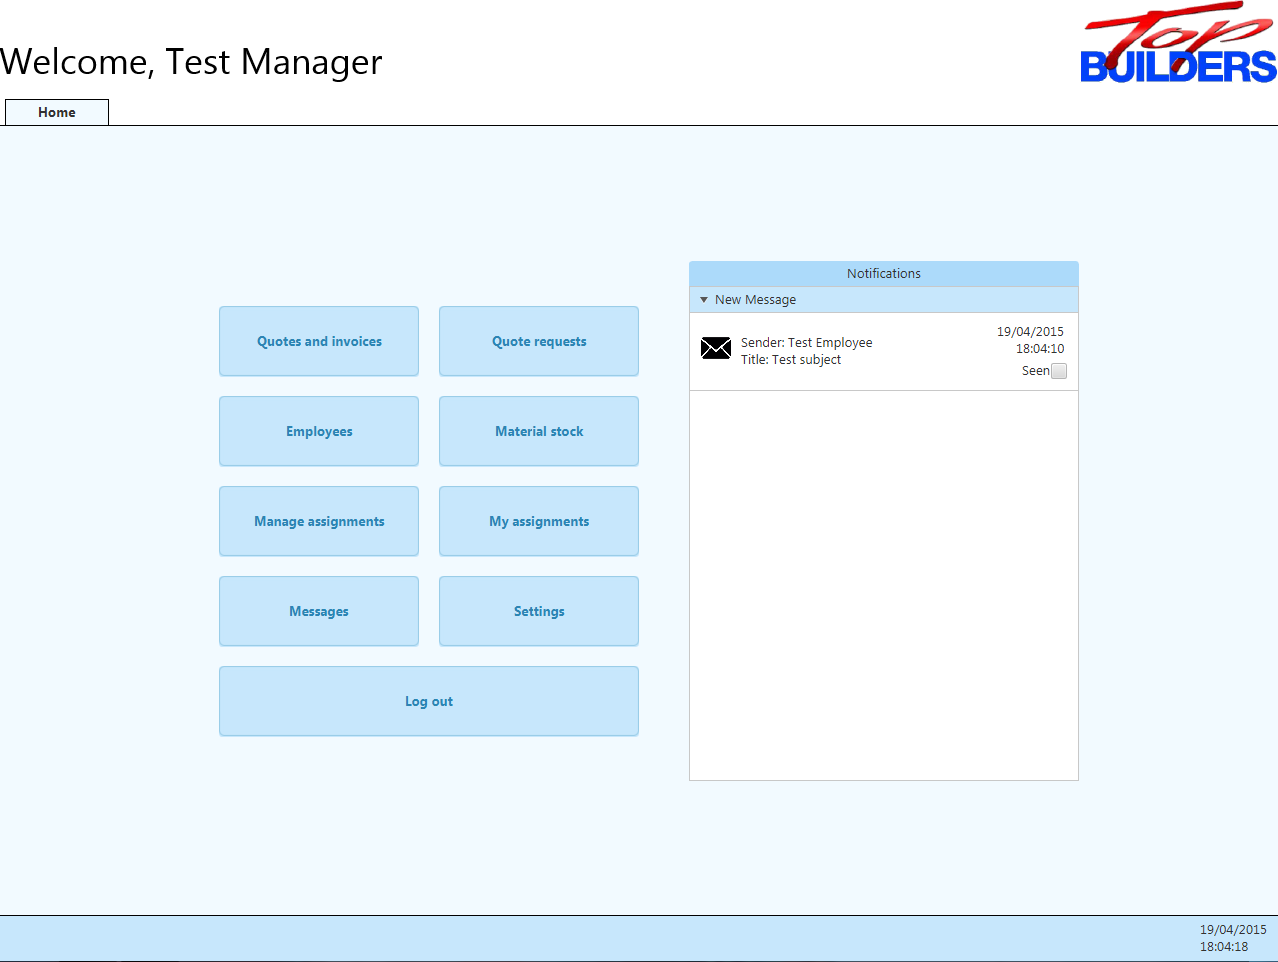 Top
BUILDERS
Welcome, Test Manager
Home
Quotes and invoices
Quote requests
Employees
Material stock
Manage assignments
My assignments
Messages
Settings
Log out
Notifications
New Message
Sender: Test Employee
Title: Test subject
19/04/2015
18:04:10
Seen
19/04/2015
18:04:18